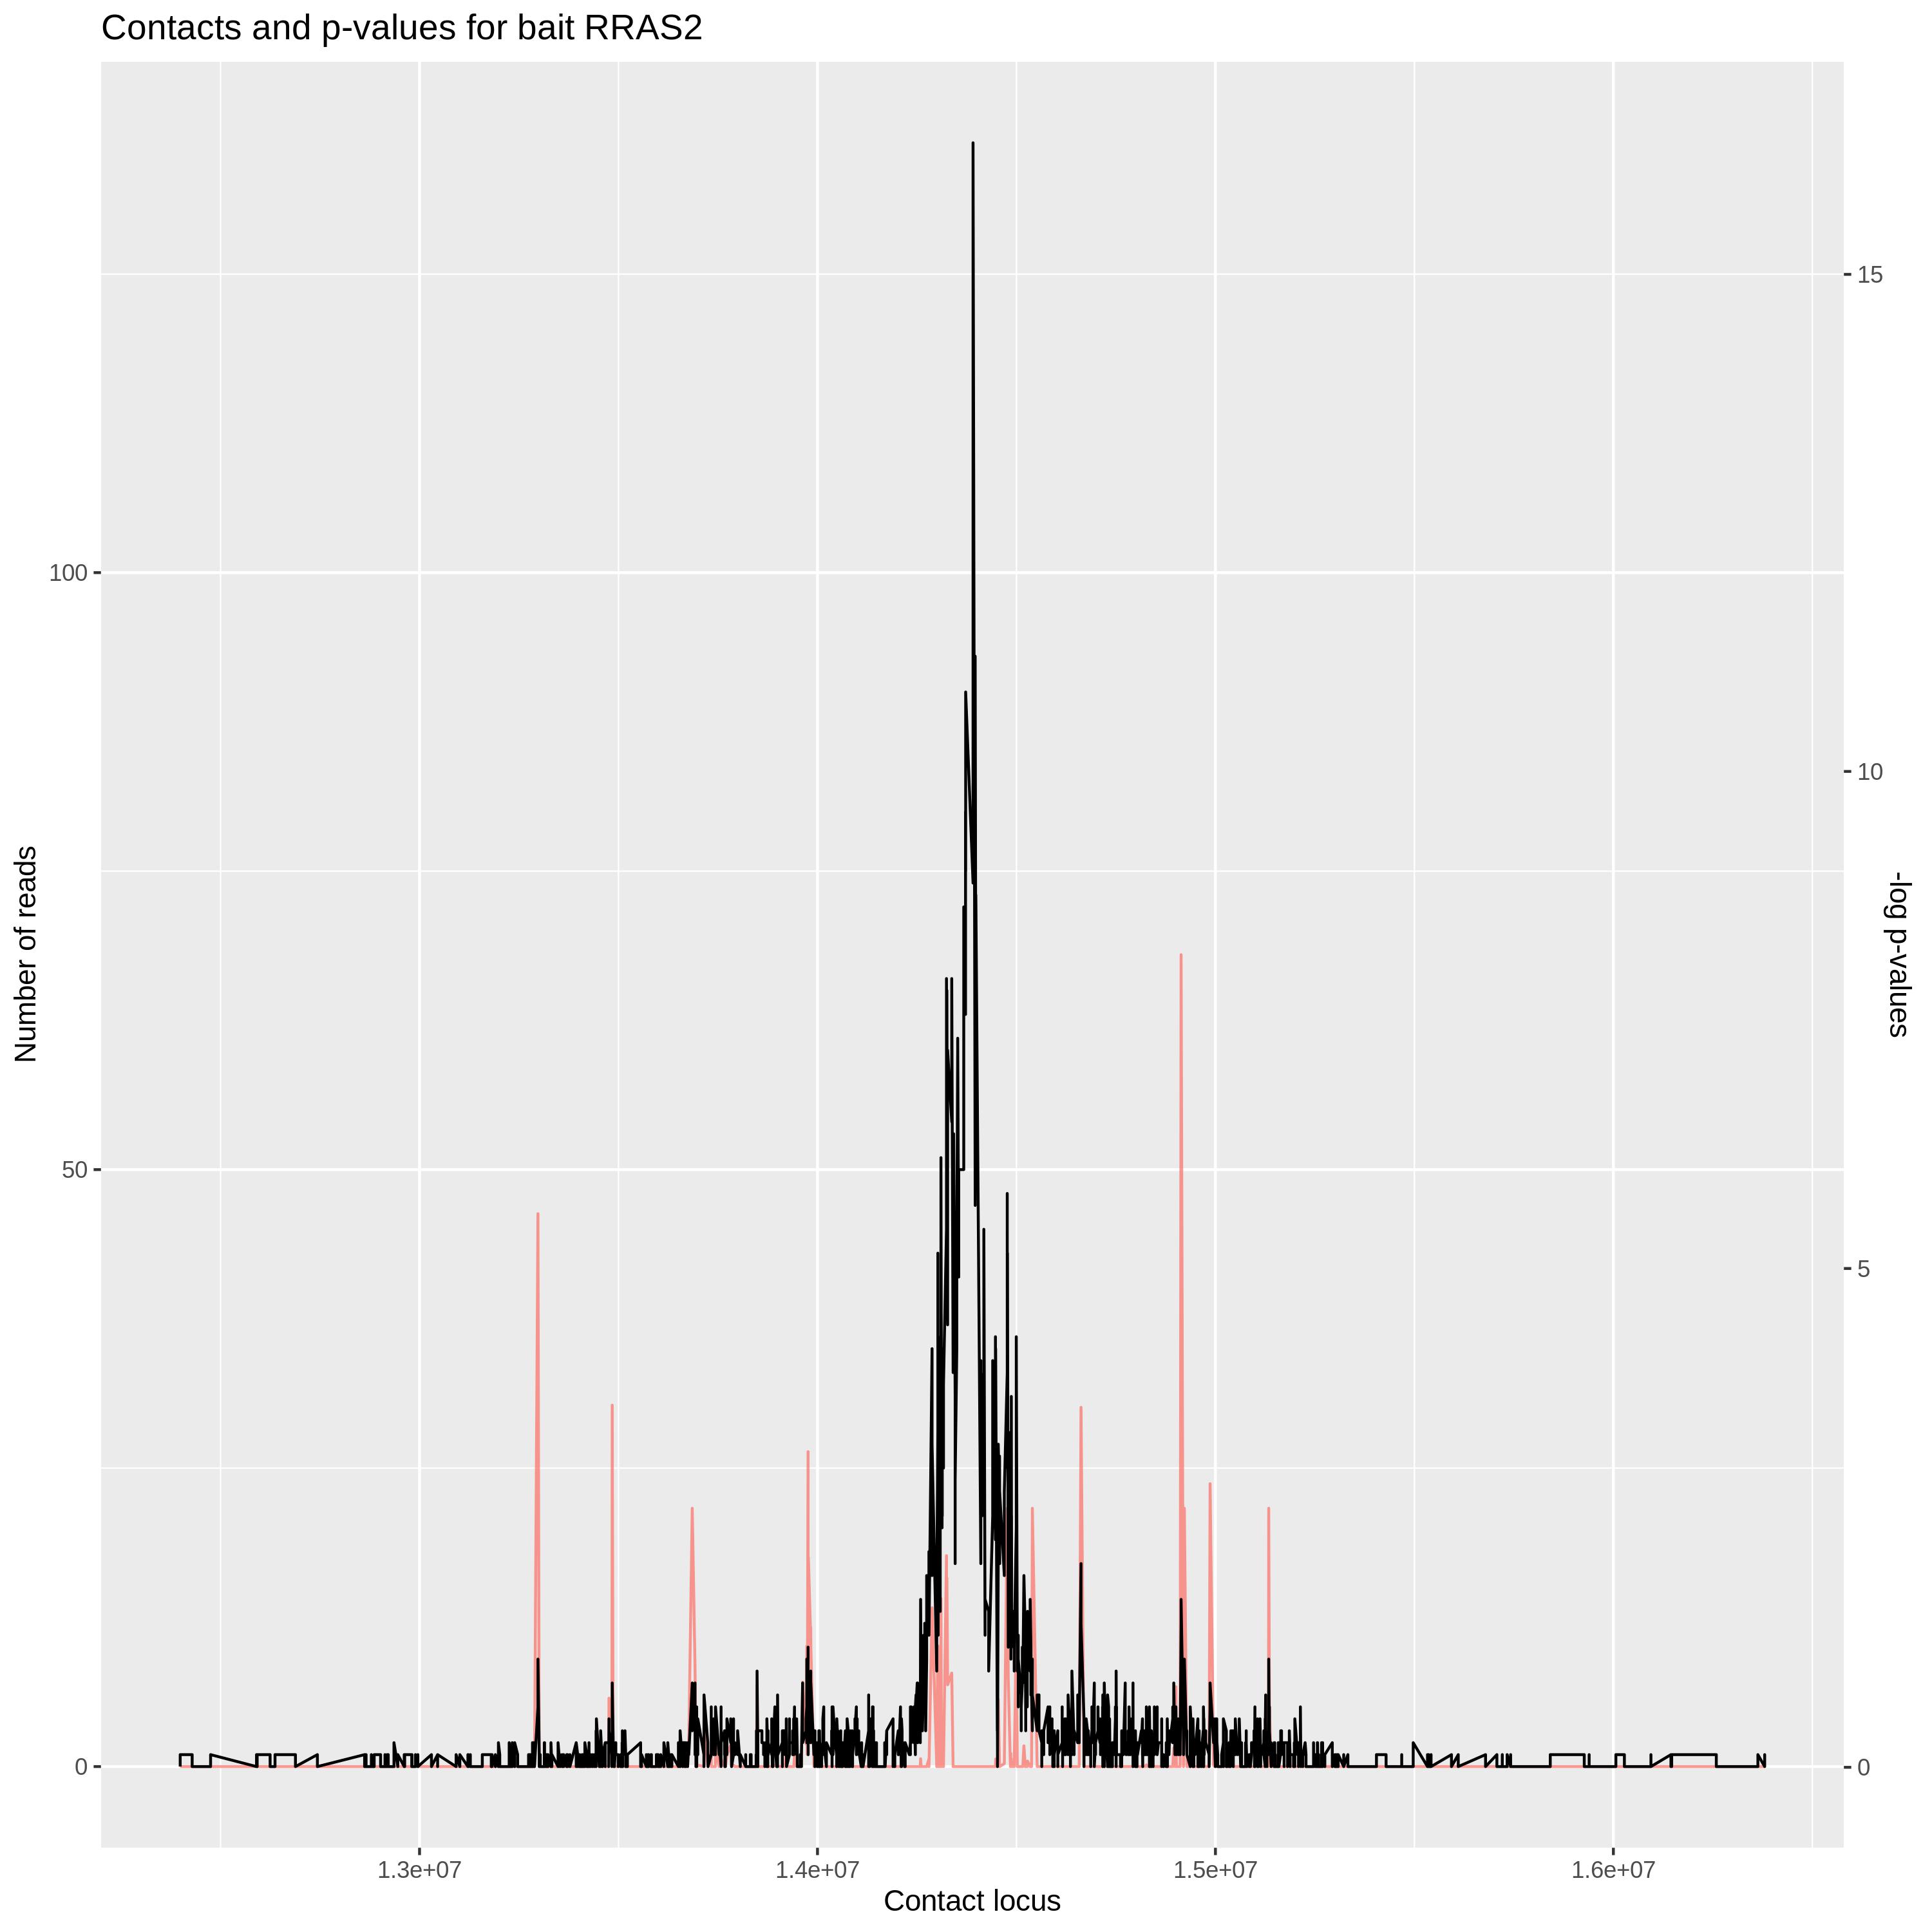 Contacts and p-values for bait RRAS2
Number of reads
100
50
0
15
10
5
0
-log p-values
1.3e+07
1.4e+07
1.5e+07
1.6e+07
Contact locus